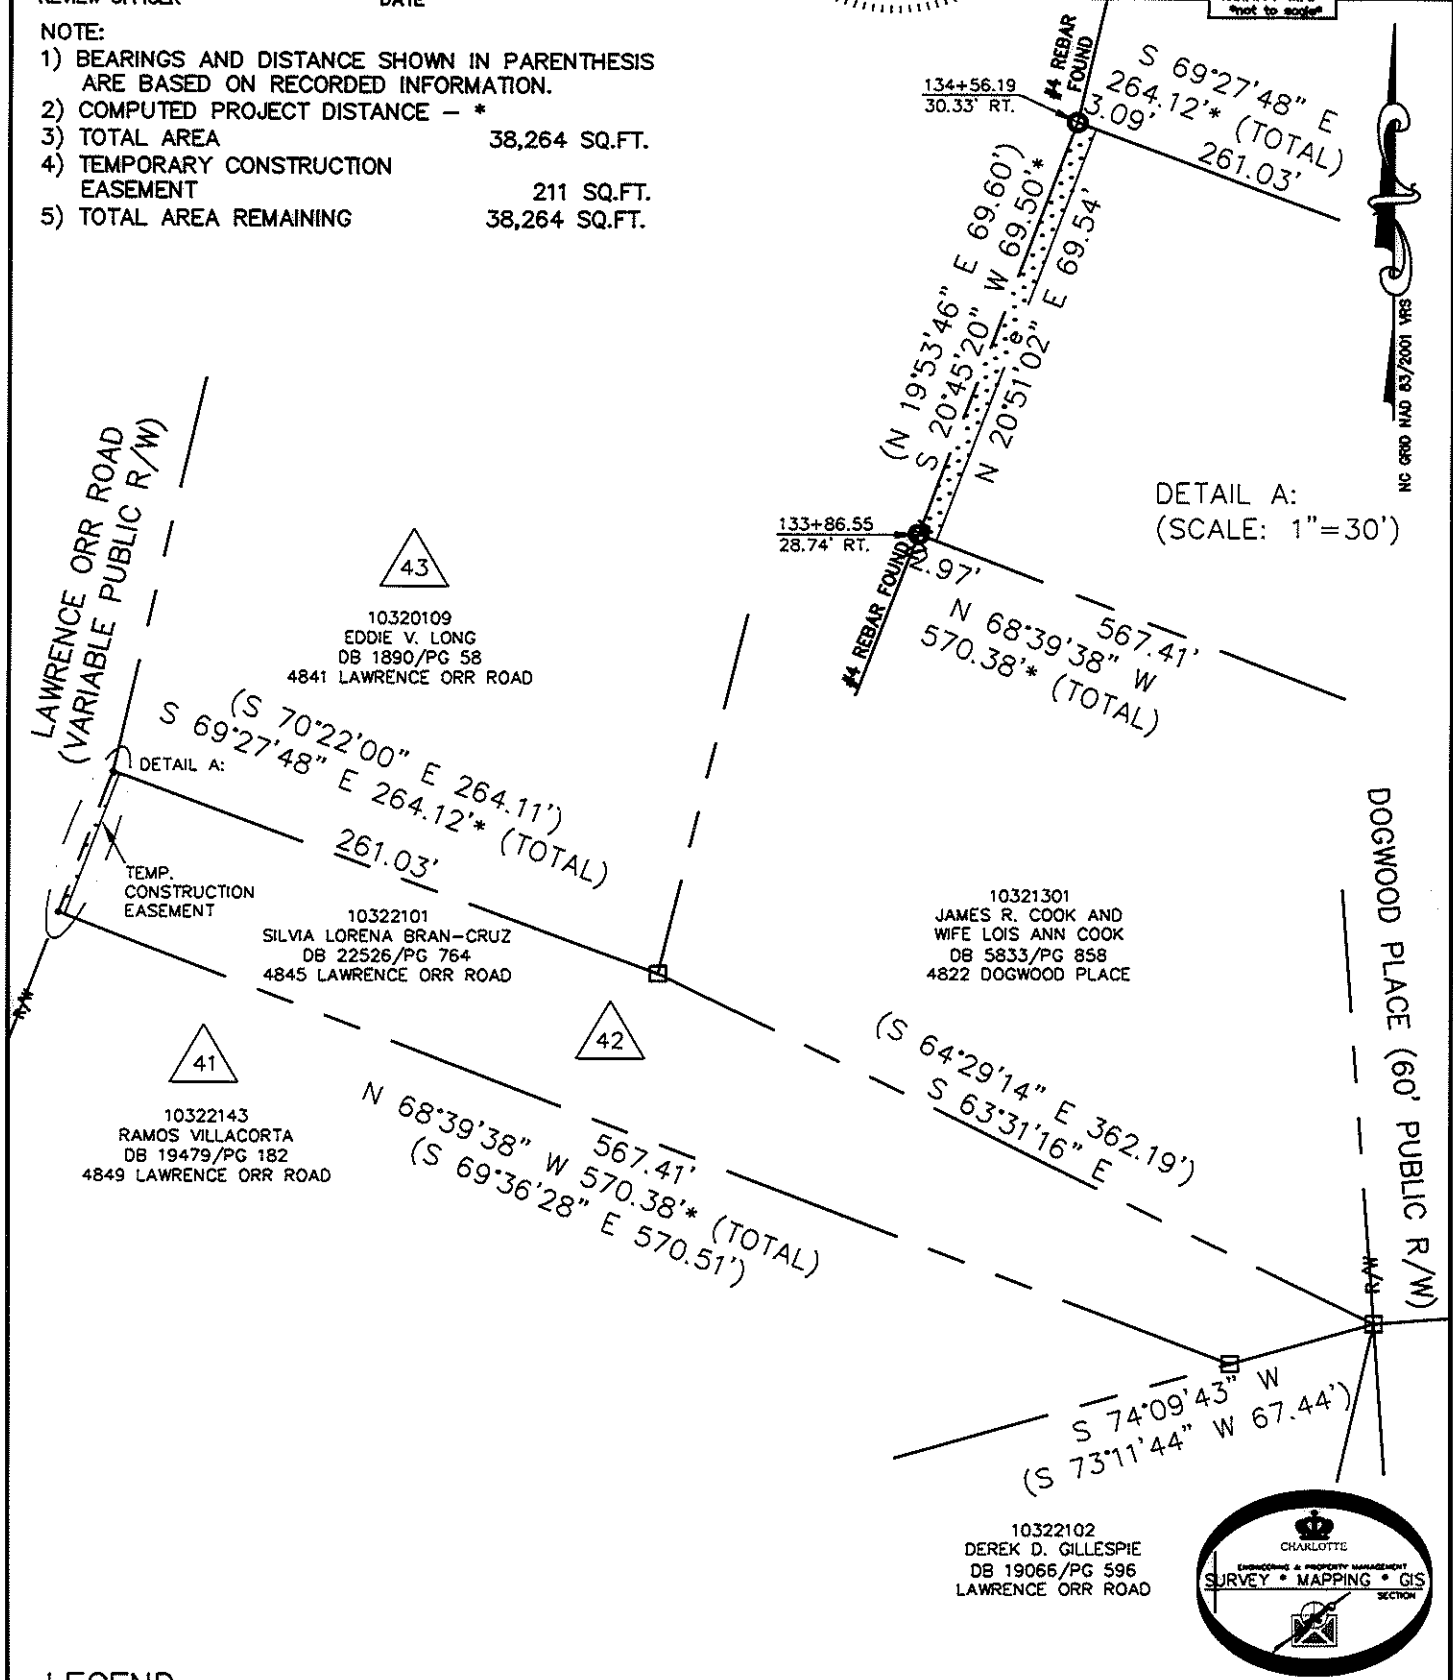 REVIEW OFFICER DATE
*not to scale*
NOTE:
1) BEARINGS AND DISTANCE SHOWN IN PARENTHESIS
ARE BASED ON RECORDED INFORMATION.
2) COMPUTED PROJECT DISTANCE – *
3) TOTAL AREA 38,264 SQ.FT.
4) TEMPORARY CONSTRUCTION
EASEMENT 211 SQ.FT.
5) TOTAL AREA REMAINING 38,264 SQ.FT.
#4 REBAR
FOUND
134+56.19
30.33' RT.
S 69°27'48" E
264.12'* (TOTAL)
3.09'
261.03'
(N 19°53'46" E 69.60')
S 20°45'20" W 69.50'*
e
N 20°51'02" E 69.54'
NC GRID NAD 83/2001 VRS
DETAIL A:
(SCALE: 1"=30')
133+86.55
28.74' RT.
#4 REBAR FOUND
2.97'
567.41'
N 68°39'38" W
570.38'* (TOTAL)
LAWRENCE ORR ROAD
(VARIABLE PUBLIC R/W)
43
10320109
EDDIE V. LONG
DB 1890/PG 58
4841 LAWRENCE ORR ROAD
(S 70°22'00" E 264.11')
S 69°27'48" E 264.12'* (TOTAL)
261.03'
DETAIL A:
TEMP.
CONSTRUCTION
EASEMENT
10322101
SILVIA LORENA BRAN-CRUZ
DB 22526/PG 764
4845 LAWRENCE ORR ROAD
10321301
JAMES R. COOK AND
WIFE LOIS ANN COOK
DB 5833/PG 858
4822 DOGWOOD PLACE
DOGWOOD PLACE (60' PUBLIC R/W)
R/W
42
41
10322143
RAMOS VILLACORTA
DB 19479/PG 182
4849 LAWRENCE ORR ROAD
(S 64°29'14" E 362.19')
S 63°31'16" E
567.41'
N 68°39'38" W 570.38'* (TOTAL)
(S 69°36'28" E 570.51')
R/W
S 74°09'43" W
(S 73°11'44" W 67.44')
10322102
DEREK D. GILLESPIE
DB 19066/PG 596
LAWRENCE ORR ROAD
CHARLOTTE
ENGINEERING & PROPERTY MANAGEMENT
SURVEY * MAPPING * GIS
SECTION
LEGEND